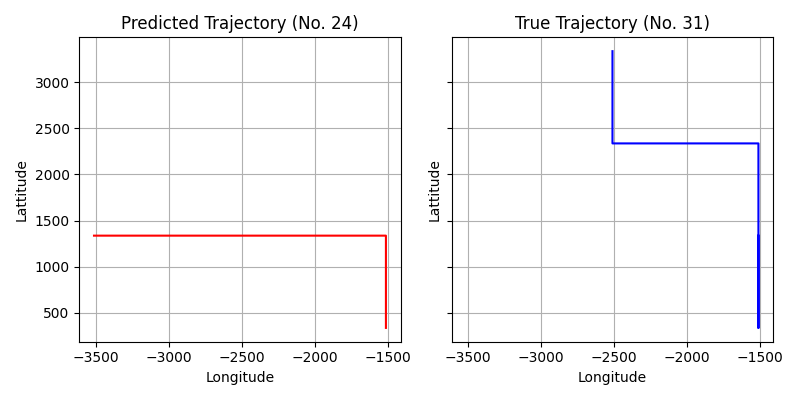 Predicted Trajectory (No. 24)
Lattitude
3000
2500
2000
1500
1000
500
−3500 −3000 −2500 −2000 −1500
Longitude
True Trajectory (No. 31)
Lattitude
−3500 −3000 −2500 −2000 −1500
Longitude